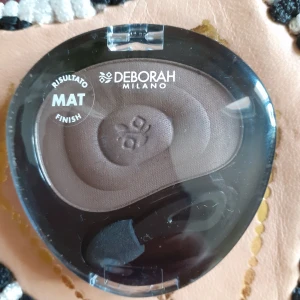 RISULTATO
MAT
FINISH
DEBORAH
MILANO